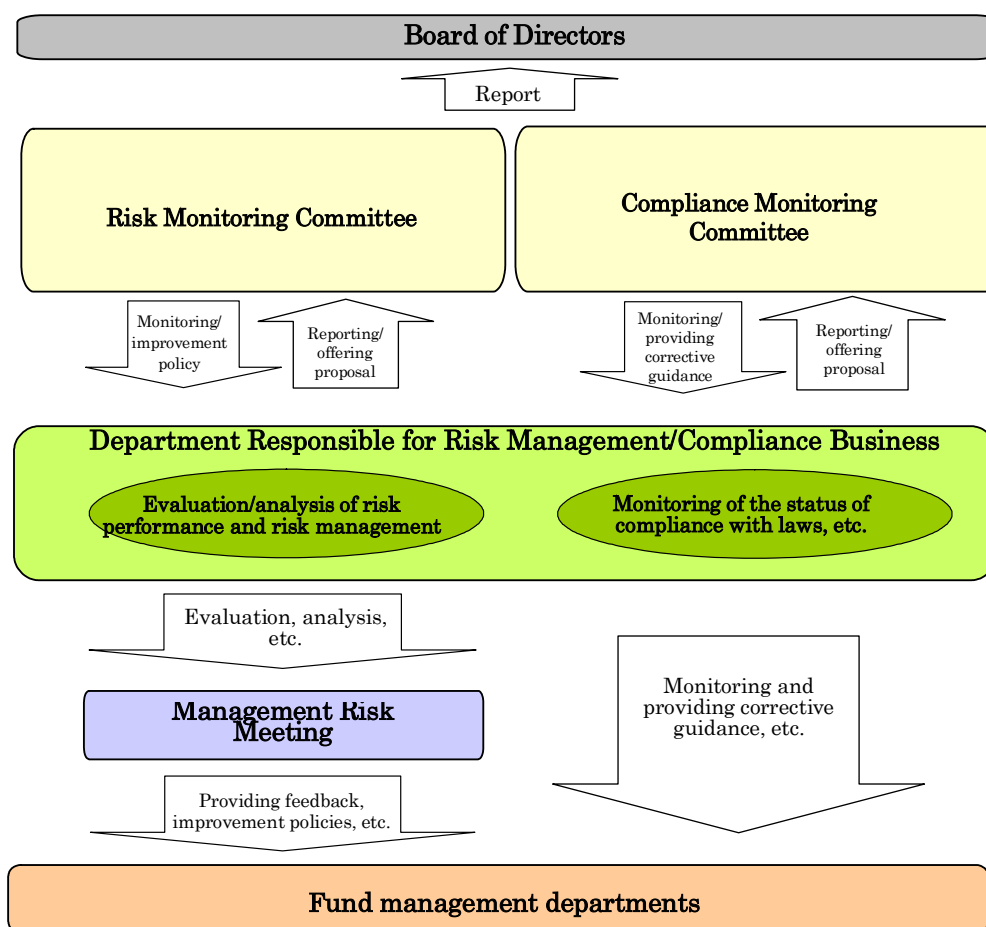 Board of Directors
Report
Risk Monitoring Committee
Compliance Monitoring
Committee
Monitoring/
improvement
policy
Reporting/
offering
proposal
Monitoring/
providing
corrective
guidance
Reporting/
offering
proposal
Department Responsible for Risk Management/Compliance Business
Evaluation/analysis of risk
performance and risk management
Monitoring of the status of
compliance with laws, etc.
Evaluation, analysis,
etc.
Management Risk
Meeting
Monitoring and
providing corrective
guidance, etc.
Providing feedback,
improvement policies, etc.
Fund management departments